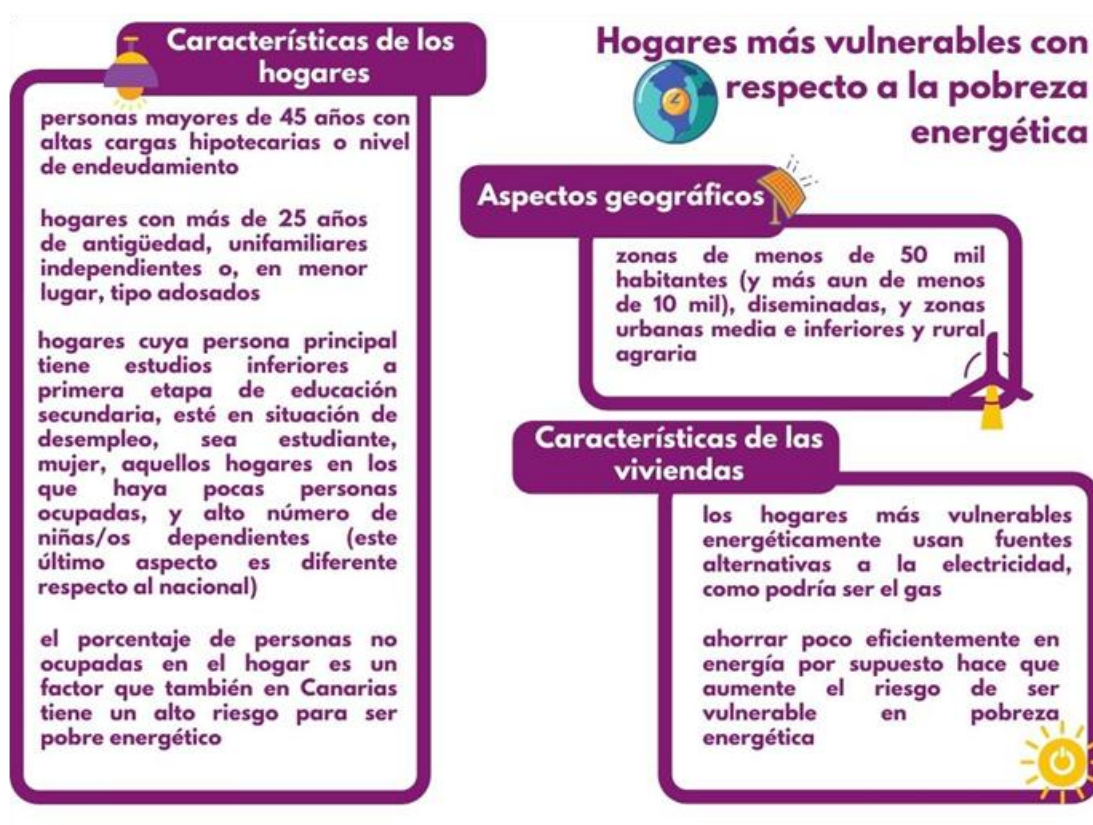 Características de los
hogares
personas mayores de 45 años con
altas cargas hipotecarias o nivel
de endeudamiento
hogares con más de 25 años
de antigüedad, unifamiliares
independientes o, en menor
lugar, tipo adosados
hogares cuya persona principal
tiene estudios inferiores a
primera etapa de educación
secundaria, esté en situación de
desempleo, sea estudiante,
mujer, aquellos hogares en los
que haya pocas personas
ocupadas, y alto número de
niñas/os dependientes (este
último aspecto es diferente
respecto al nacional)
el porcentaje de personas no
ocupadas en el hogar es un
factor que también en Canarias
tiene un alto riesgo para ser
pobre energético
Hogares más vulnerables con
respecto a la pobreza
energética
Aspectos geográficos
zonas de menos de 50 mil
habitantes (y más aun de menos
de 10 mil), diseminadas, y zonas
urbanas media e inferiores y rural
agraria
Características de las
viviendas
los hogares más vulnerables
energéticamente usan fuentes
alternativas a la electricidad,
como podría ser el gas
ahorrar poco eficientemente en
energía por supuesto hace que
aumente el riesgo de ser
vulnerable en pobreza
energética